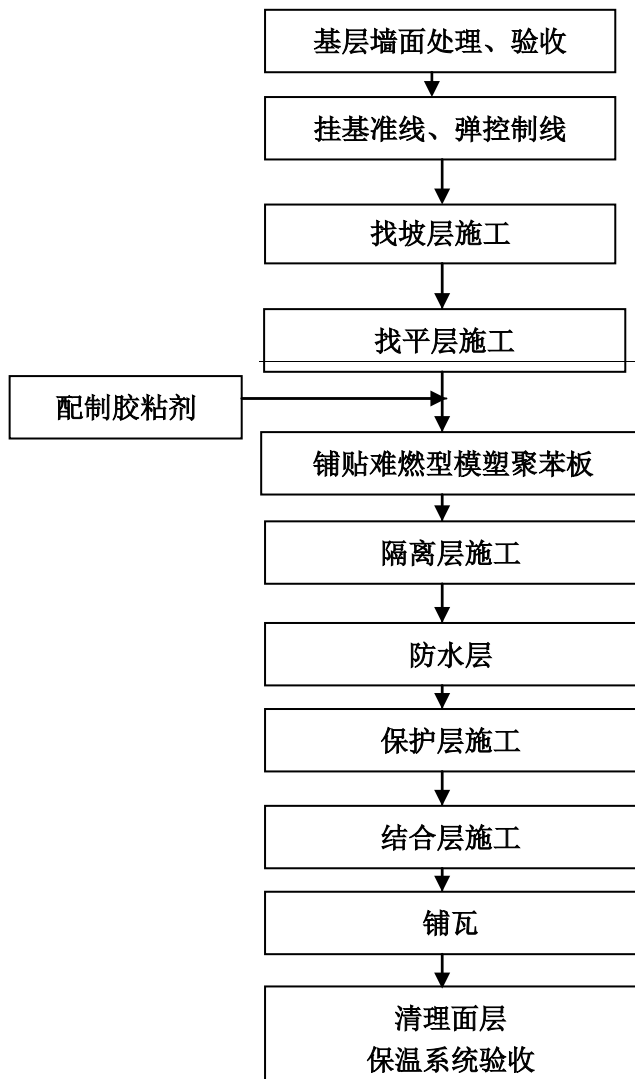 基层墙面处理、验收
挂基准线、弹控制线
找坡层施工
找平层施工
配制胶粘剂
铺贴难燃型模塑聚苯板
隔离层施工
防水层
保护层施工
结合层施工
铺瓦
清理面层
保温系统验收